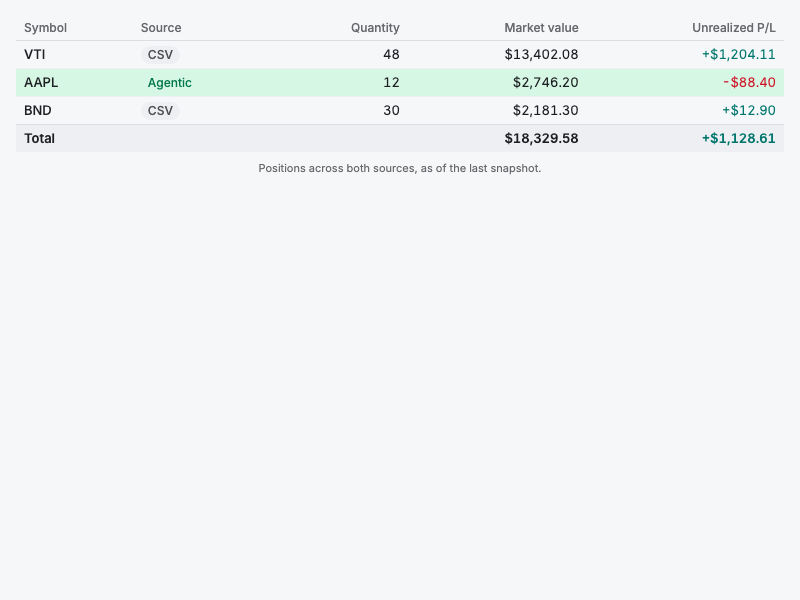 Symbol Source Quantity Market value Unrealized P/L
VTI CSV 48 $13,402.08 +$1,204.11
AAPL Agentic 12 $2,746.20 -$88.40
BND CSV 30 $2,181.30 +$12.90
Total $18,329.58 +$1,128.61
Positions across both sources, as of the last snapshot.